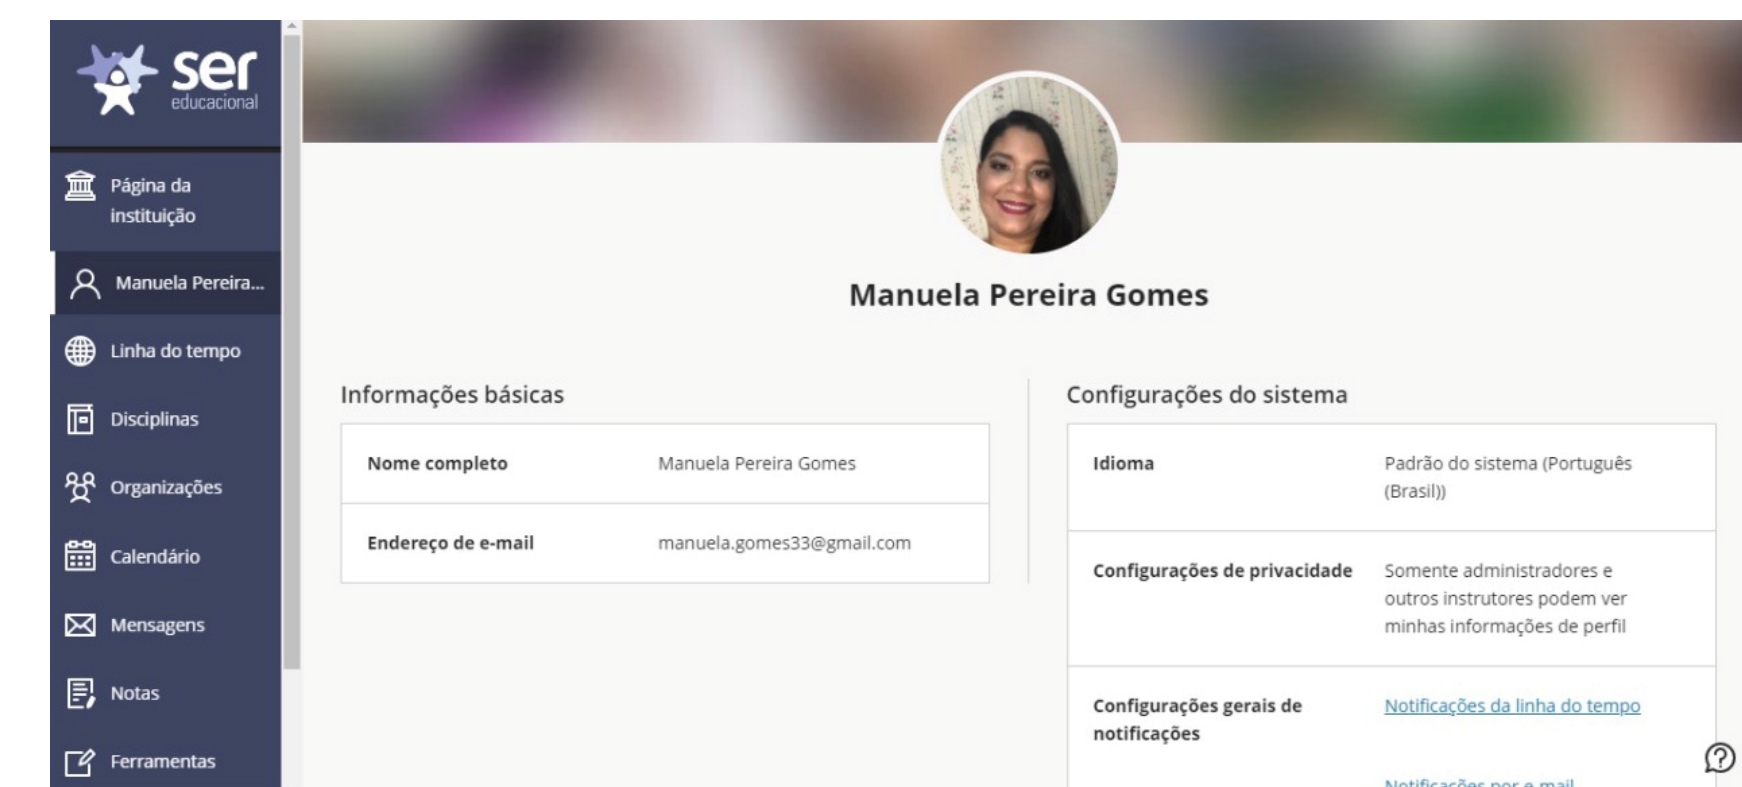 ser
educacional
Página da
instituição
Manuela Pereira...
Linha do tempo
Disciplinas
Organizações
Calendário
Mensagens
Notas
Ferramentas
Manuela Pereira Gomes
Informações básicas
Nome completo Manuela Pereira Gomes
Endereço de e-mail manuela.gomes33@gmail.com
Configurações do sistema
Idioma Padrão do sistema (Português
(Brasil))
Configurações de privacidade Somente administradores e
outros instrutores podem ver
minhas informações de perfil
Configurações gerais de Notificações da linha do tempo
notificações
Notificações por e-mail